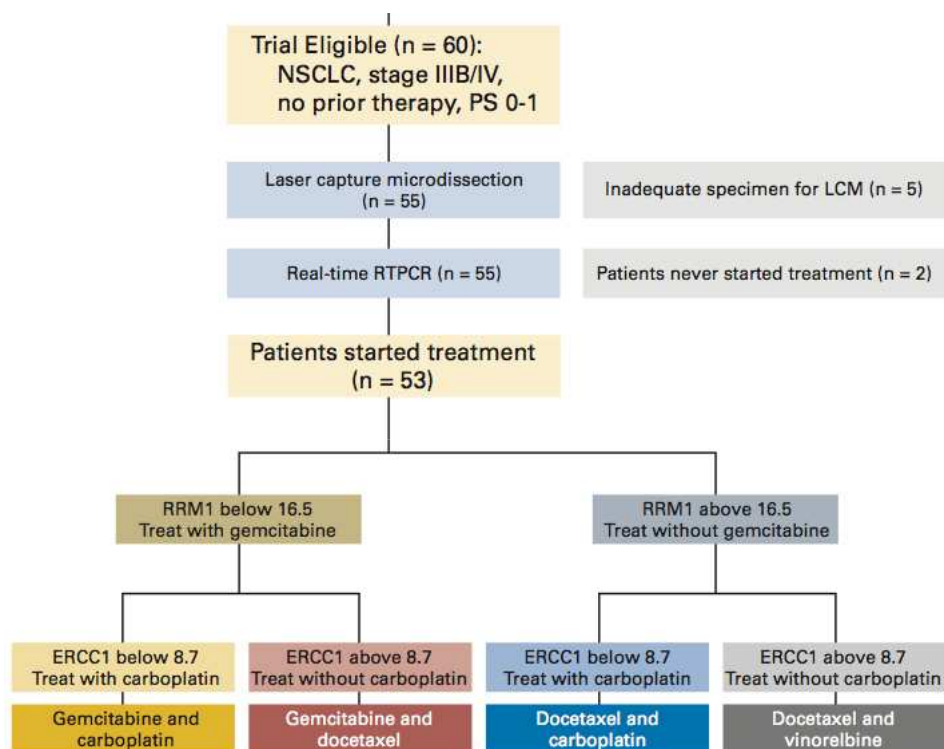 Trial Eligible (n = 60):
NSCLC, stage IIIB/IV,
no prior therapy, PS 0-1
Laser capture microdissection
(n = 55)
Inadequate specimen for LCM (n = 5)
Real-time RTPCR (n = 55)
Patients never started treatment (n = 2)
Patients started treatment
(n = 53)
RRM1 below 16.5
Treat with gemcitabine
RRM1 above 16.5
Treat without gemcitabine
ERCC1 below 8.7
Treat with carboplatin
ERCC1 above 8.7
Treat without carboplatin
ERCC1 below 8.7
Treat with carboplatin
ERCC1 above 8.7
Treat without carboplatin
Gemcitabine and
carboplatin
Gemcitabine and
docetaxel
Docetaxel and
carboplatin
Docetaxel and
vinorelbine